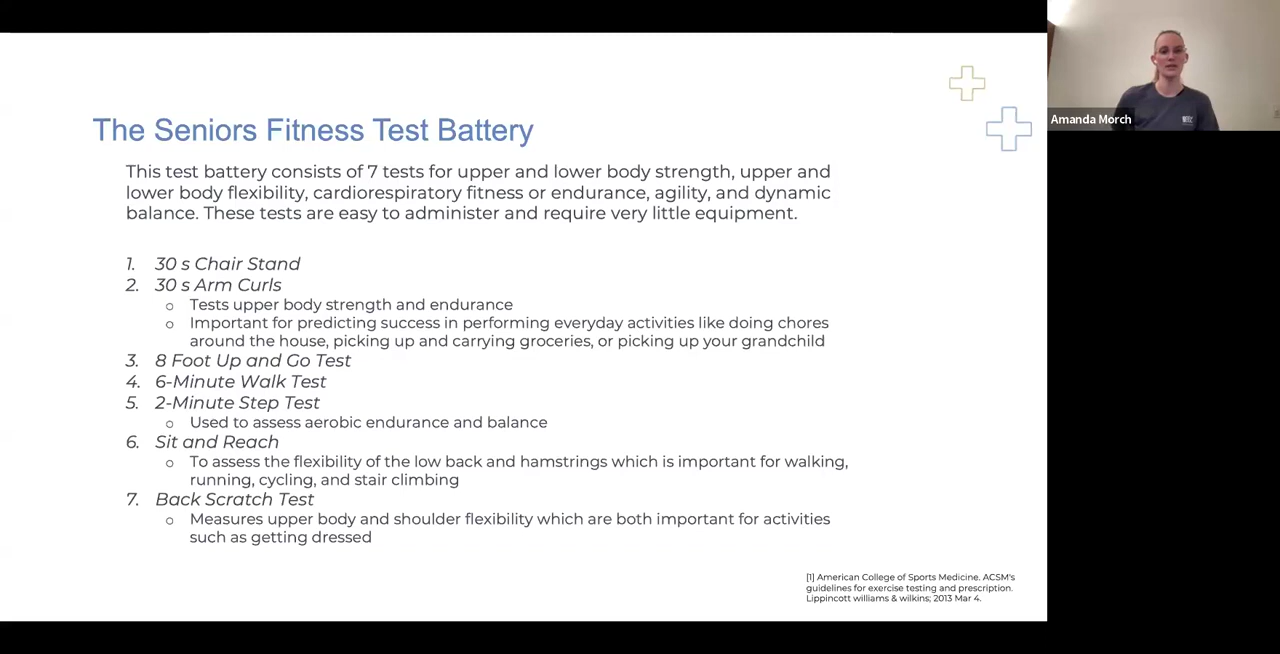 The Seniors Fitness Test Battery
This test battery consists of 7 tests for upper and lower body strength, upper and
lower body flexibility, cardiorespiratory fitness or endurance, agility, and dynamic
balance. These tests are easy to administer and require very little equipment.
1. 30 s Chair Stand
2. 30 s Arm Curls
o Tests upper body strength and endurance
o Important for predicting success in performing everyday activities like doing chores
around the house, picking up and carrying groceries, or picking up your grandchild
3. 8 Foot Up and Go Test
4. 6-Minute Walk Test
5. 2-Minute Step Test
o Used to assess aerobic endurance and balance
6. Sit and Reach
o To assess the flexibility of the low back and hamstrings which is important for walking,
running, cycling, and stair climbing
7. Back Scratch Test
o Measures upper body and shoulder flexibility which are both important for activities
such as getting dressed
[1] American College of Sports Medicine. ACSM's
guidelines for exercise testing and prescription.
Lippincott williams & wilkins; 2013 Mar 4.
Amanda Morch